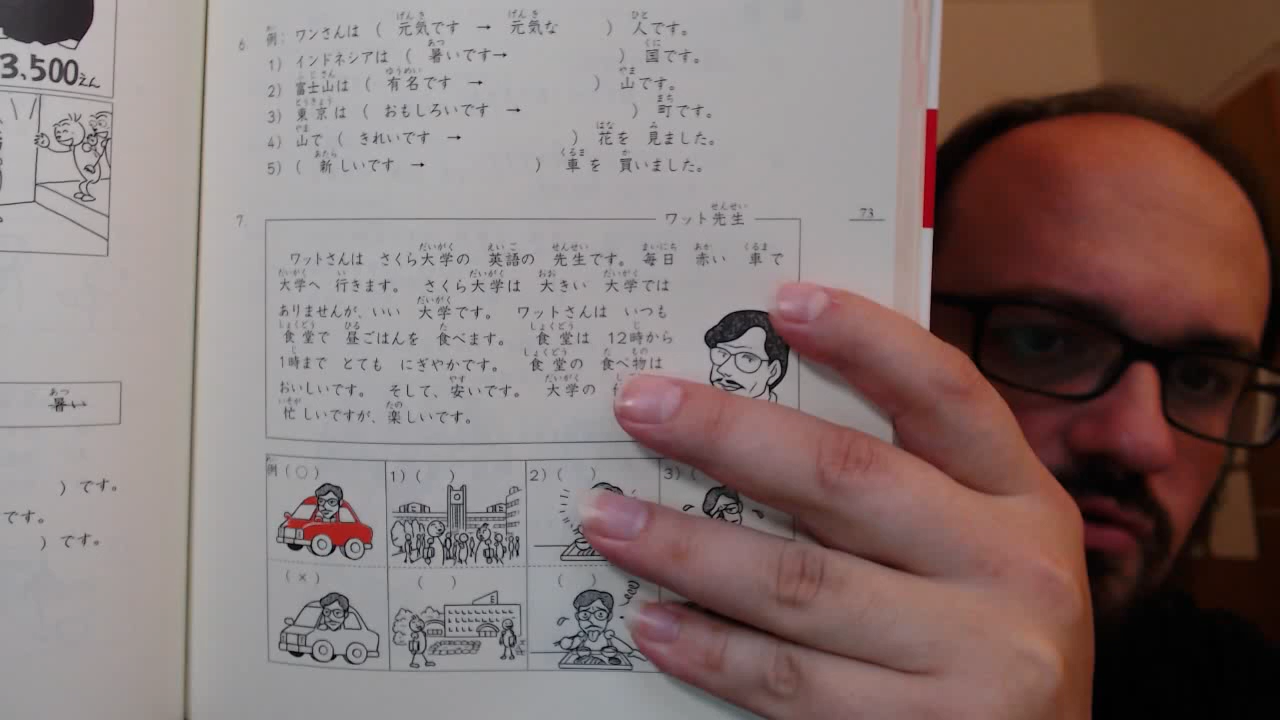 3,500えん
暑い
)です。
です。
)です。
6. 例: ワンさんは ( 元気です → 元気な ) 人です。
1) インドネシアは ( 暑いです→ ) 国です。
2) 富士山は ( 有名です → ) 山です。
3) 東京は ( おもしろいです → ) 町です。
4) 山で ( きれいです → ) 花を 見ました。
5) ( 新しいです → ) 車を 買いました。
73
7. ワット先生
ワットさんは さくら大学の 英語の 先生です。 毎日 赤い 車で
大学へ 行きます。 さくら大学は 大きい 大学では
ありませんが、いい 大学です。 ワットさんは いつも
食堂で 昼ごはんを 食べます。 食堂は 12時から
1時まで とても にぎやかです。 食堂の 食べ物は
おいしいです。 そして、安いです。 大学の
忙しいですが、楽しいです。
例(○) 1)( ) 2)( ) 3)(
(×) ( ) ( )